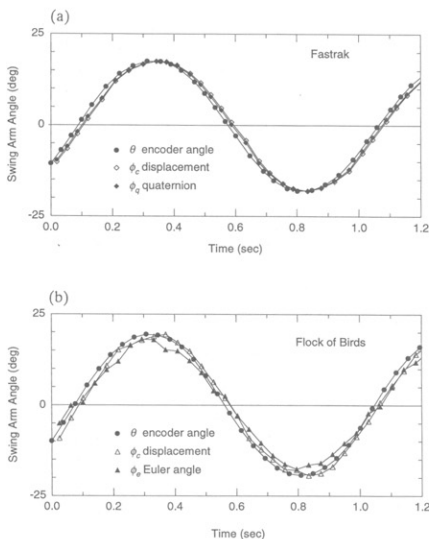 (a)
25
Fastrak
Swing Arm Angle (deg)
0
θ encoder angle
ϕc displacement
ϕq quaternion
-25
0.0 0.2 0.4 0.6 0.8 1.0 1.2
Time (sec)
(b)
25
Flock of Birds
Swing Arm Angle (deg)
0
θ encoder angle
ϕc displacement
ϕe Euler angle
-25
0.0 0.2 0.4 0.6 0.8 1.0 1.2
Time (sec)